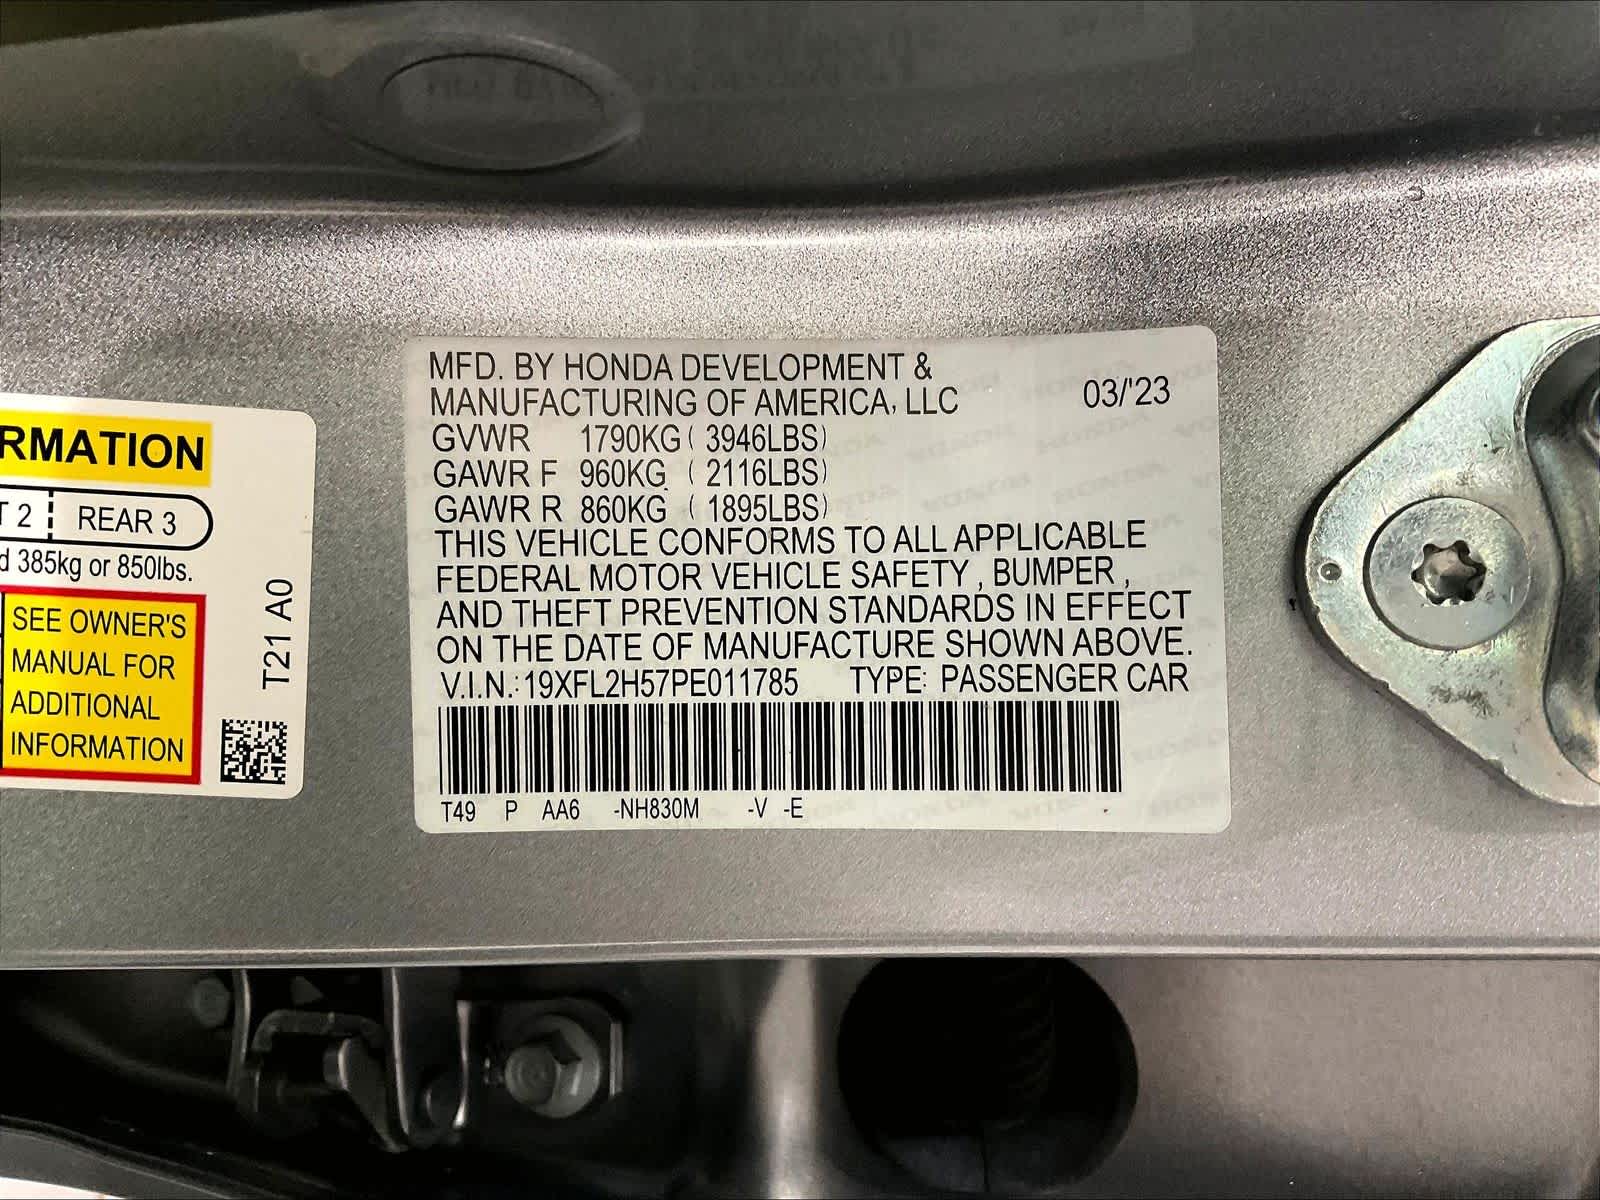 RMATION
T 2 REAR 3
d 385kg or 850lbs.
SEE OWNER'S
MANUAL FOR
ADDITIONAL
INFORMATION
T21 A0
MFD. BY HONDA DEVELOPMENT &
MANUFACTURING OF AMERICA, LLC 03/'23
GVWR 1790KG ( 3946LBS)
GAWR F 960KG ( 2116LBS)
GAWR R 860KG ( 1895LBS)
THIS VEHICLE CONFORMS TO ALL APPLICABLE
FEDERAL MOTOR VEHICLE SAFETY , BUMPER ,
AND THEFT PREVENTION STANDARDS IN EFFECT
ON THE DATE OF MANUFACTURE SHOWN ABOVE.
V.I.N.: 19XFL2H57PE011785 TYPE: PASSENGER CAR
T49 P AA6 -NH830M -V -E